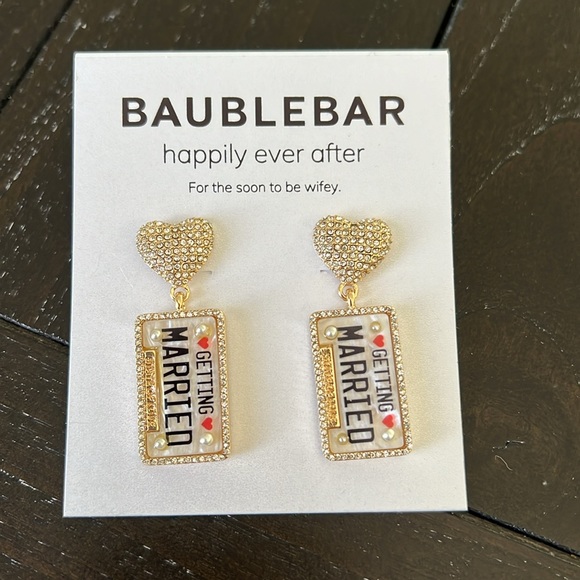 BAUBLEBAR
happily ever after
For the soon to be wifey.
GETTING
MARRIED
GETTING
MARRIED